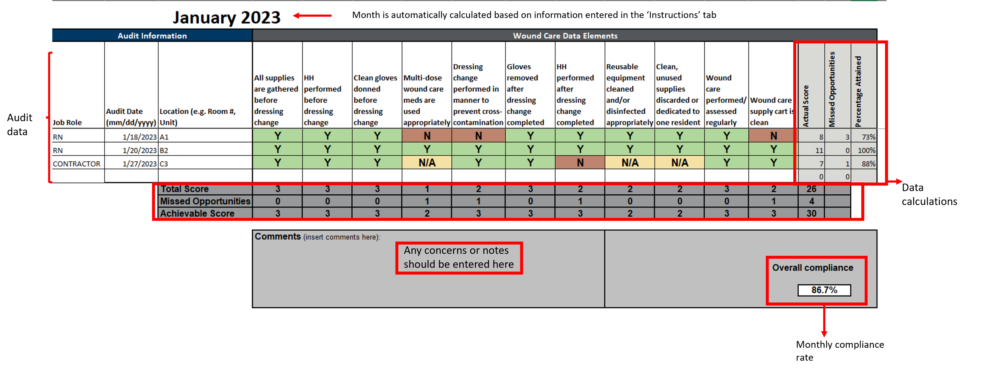 January 2023
Month is automatically calculated based on information entered in the ‘Instructions’ tab
Audit Information
Wound Care Data Elements
Audit
data
Job Role
Audit Date
(mm/dd/yyyy)
Location (e.g. Room #,
Unit)
All supplies
are gathered
before
dressing
change
HH
performed
before
dressing
change
Clean gloves
donned
before
dressing
change
Multi-dose
wound care
meds are
used
appropriately
Dressing
change
performed in
manner to
prevent cross-
contamination
Gloves
removed
after
dressing
change
completed
HH
performed
after
dressing
change
completed
Reusable
equipment
cleaned
and/or
disinfected
appropriately
Clean,
unused
supplies
discarded or
dedicated to
one resident
Wound
care
performed/
assessed
regularly
Wound care
supply cart is
clean
Actual Score
Missed Opportunities
Percentage Attained
RN 1/18/2023 A1 Y Y Y N N Y Y Y Y Y N 8 3 73%
RN 1/20/2023 B2 Y Y Y Y Y Y Y Y Y Y Y 11 0 100%
CONTRACTOR 1/27/2023 C3 Y Y Y N/A Y Y N N/A N/A Y Y 7 1 88%
0 0
Total Score 3 3 3 1 2 3 2 2 2 3 2 26
Missed Opportunities 0 0 0 1 1 0 1 0 0 0 1 4
Achievable Score 3 3 3 2 3 3 3 2 2 3 3 30
Data
calculations
Comments (insert comments here):
Any concerns or notes
should be entered here
Overall compliance
86.7%
Monthly compliance
rate